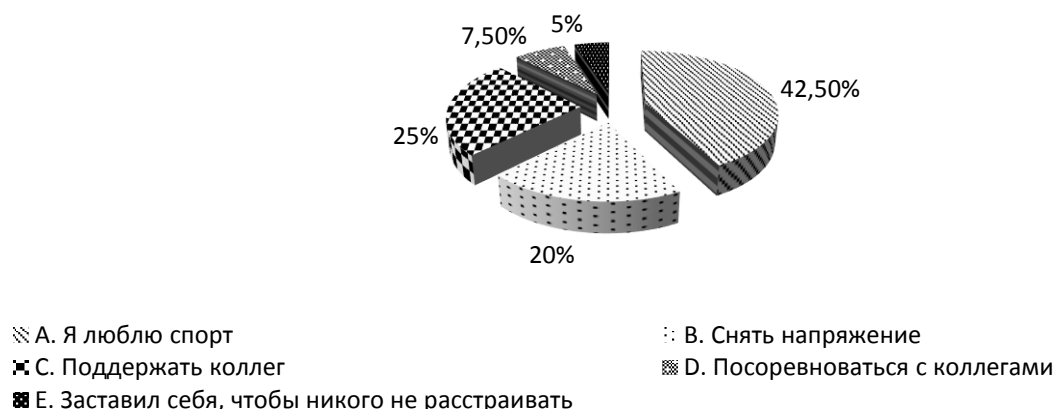 5%
7,50%
42,50%
25%
20%
А. Я люблю спорт
В. Снять напряжение
С. Поддержать коллег
D. Посоревноваться с коллегами
Е. Заставил себя, чтобы никого не расстраивать